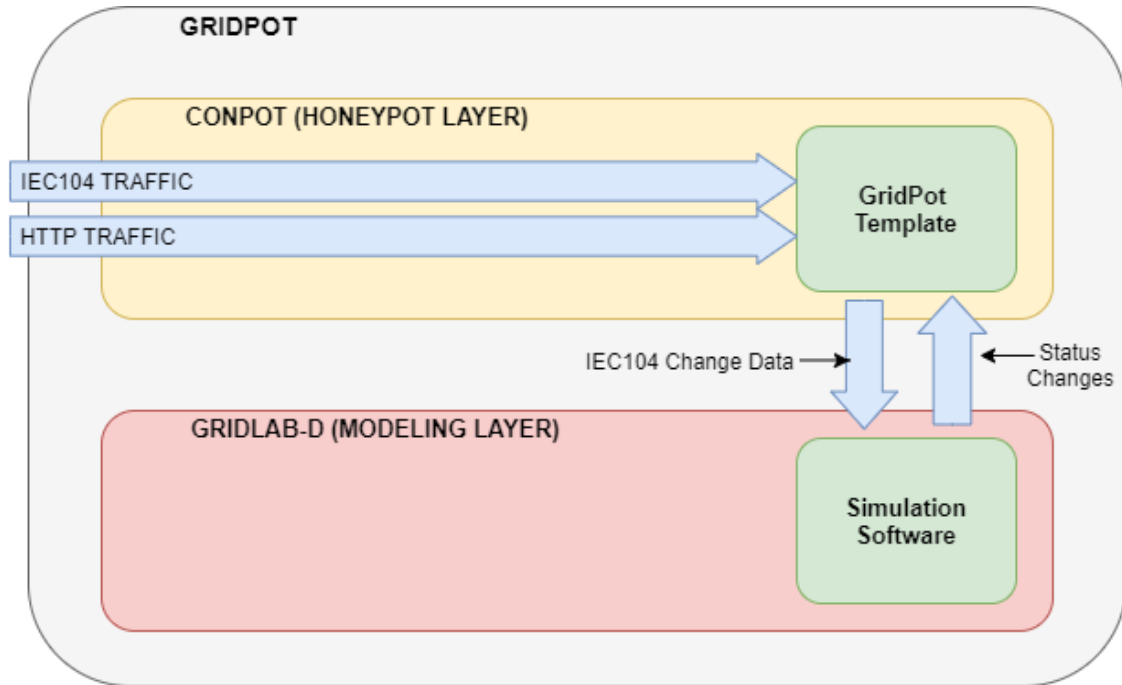 GRIDPOT
CONPOT (HONEYPOT LAYER)
IEC104 TRAFFIC
HTTP TRAFFIC
GridPot
Template
IEC104 Change Data
Status
Changes
GRIDLAB-D (MODELING LAYER)
Simulation
Software